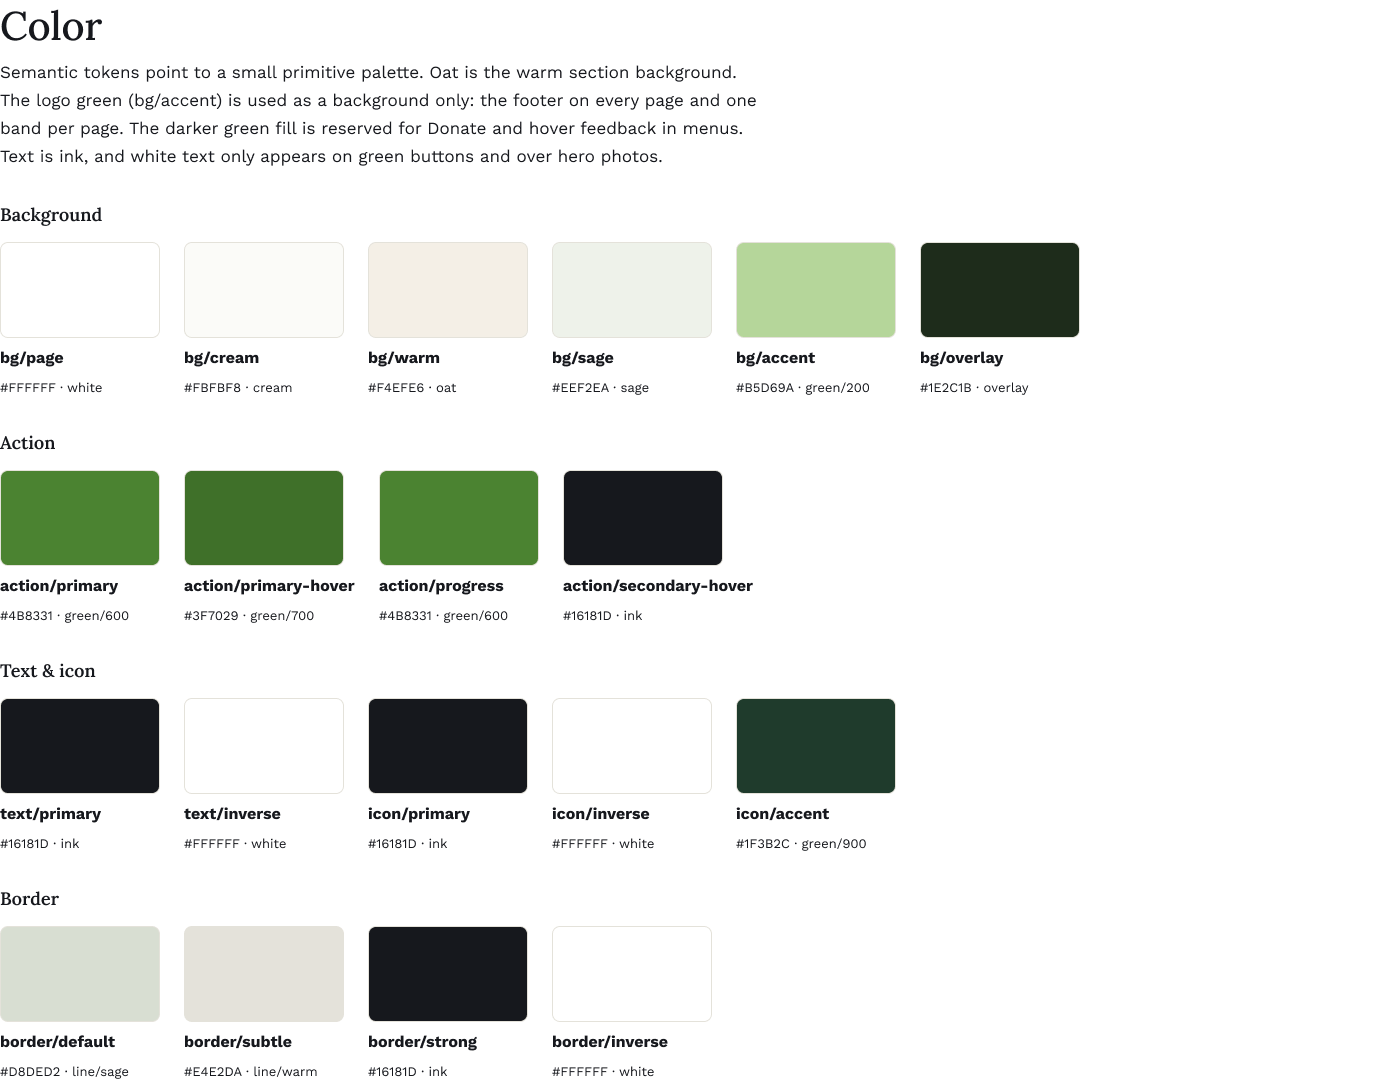 Color
Semantic tokens point to a small primitive palette. Oat is the warm section background.
The logo green (bg/accent) is used as a background only: the footer on every page and one
band per page. The darker green fill is reserved for Donate and hover feedback in menus.
Text is ink, and white text only appears on green buttons and over hero photos.
Background
bg/page
bg/cream
bg/warm
bg/sage
bg/accent
bg/overlay
#FFFFFF · white
#FBFBF8 · cream
#F4EFE6 · oat
#EEF2EA · sage
#B5D69A · green/200
#1E2C1B · overlay
Action
action/primary
action/primary-hover
action/progress
action/secondary-hover
#4B8331 · green/600
#3F7029 · green/700
#4B8331 · green/600
#16181D · ink
Text & icon
text/primary
text/inverse
icon/primary
icon/inverse
icon/accent
#16181D · ink
#FFFFFF · white
#16181D · ink
#FFFFFF · white
#1F3B2C · green/900
Border
border/default
border/subtle
border/strong
border/inverse
#D8DED2 · line/sage
#E4E2DA · line/warm
#16181D · ink
#FFFFFF · white